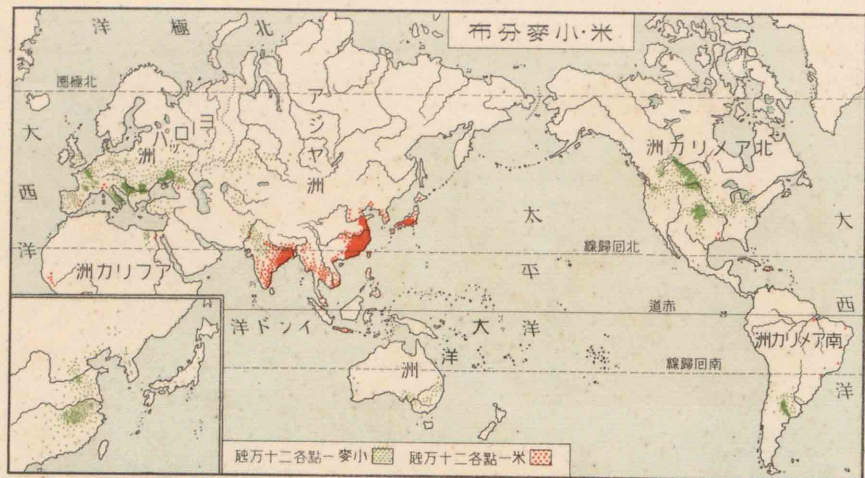 米・小麥分布
北極洋
北極圈
アジヤ洲
ヨーロッパ洲
北アメリカ洲
大西洋
太平洋
大西洋
北回歸線
アフリカ洲
赤道
インド洋
大洋洲
南アメリカ洲
南回歸線
米一點各二十万瓲
小麥一點各二十万瓲